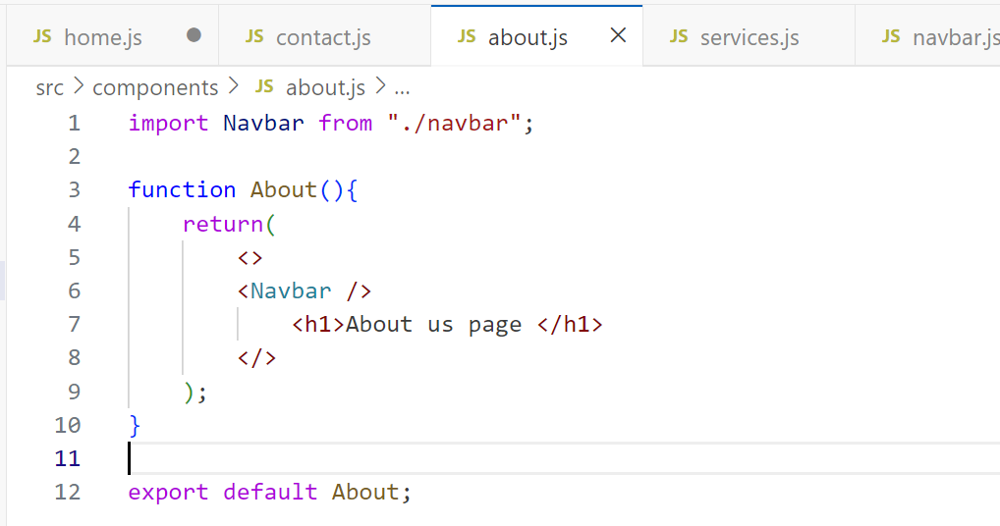 JS home.js JS contact.js JS about.js JS services.js JS navbar.js
src > components > JS about.js > ...
1 import Navbar from "./navbar";
2
3 function About(){
4 return(
5 <>
6 <Navbar />
7 <h1>About us page </h1>
8 </>
9 );
10 }
11
12 export default About;